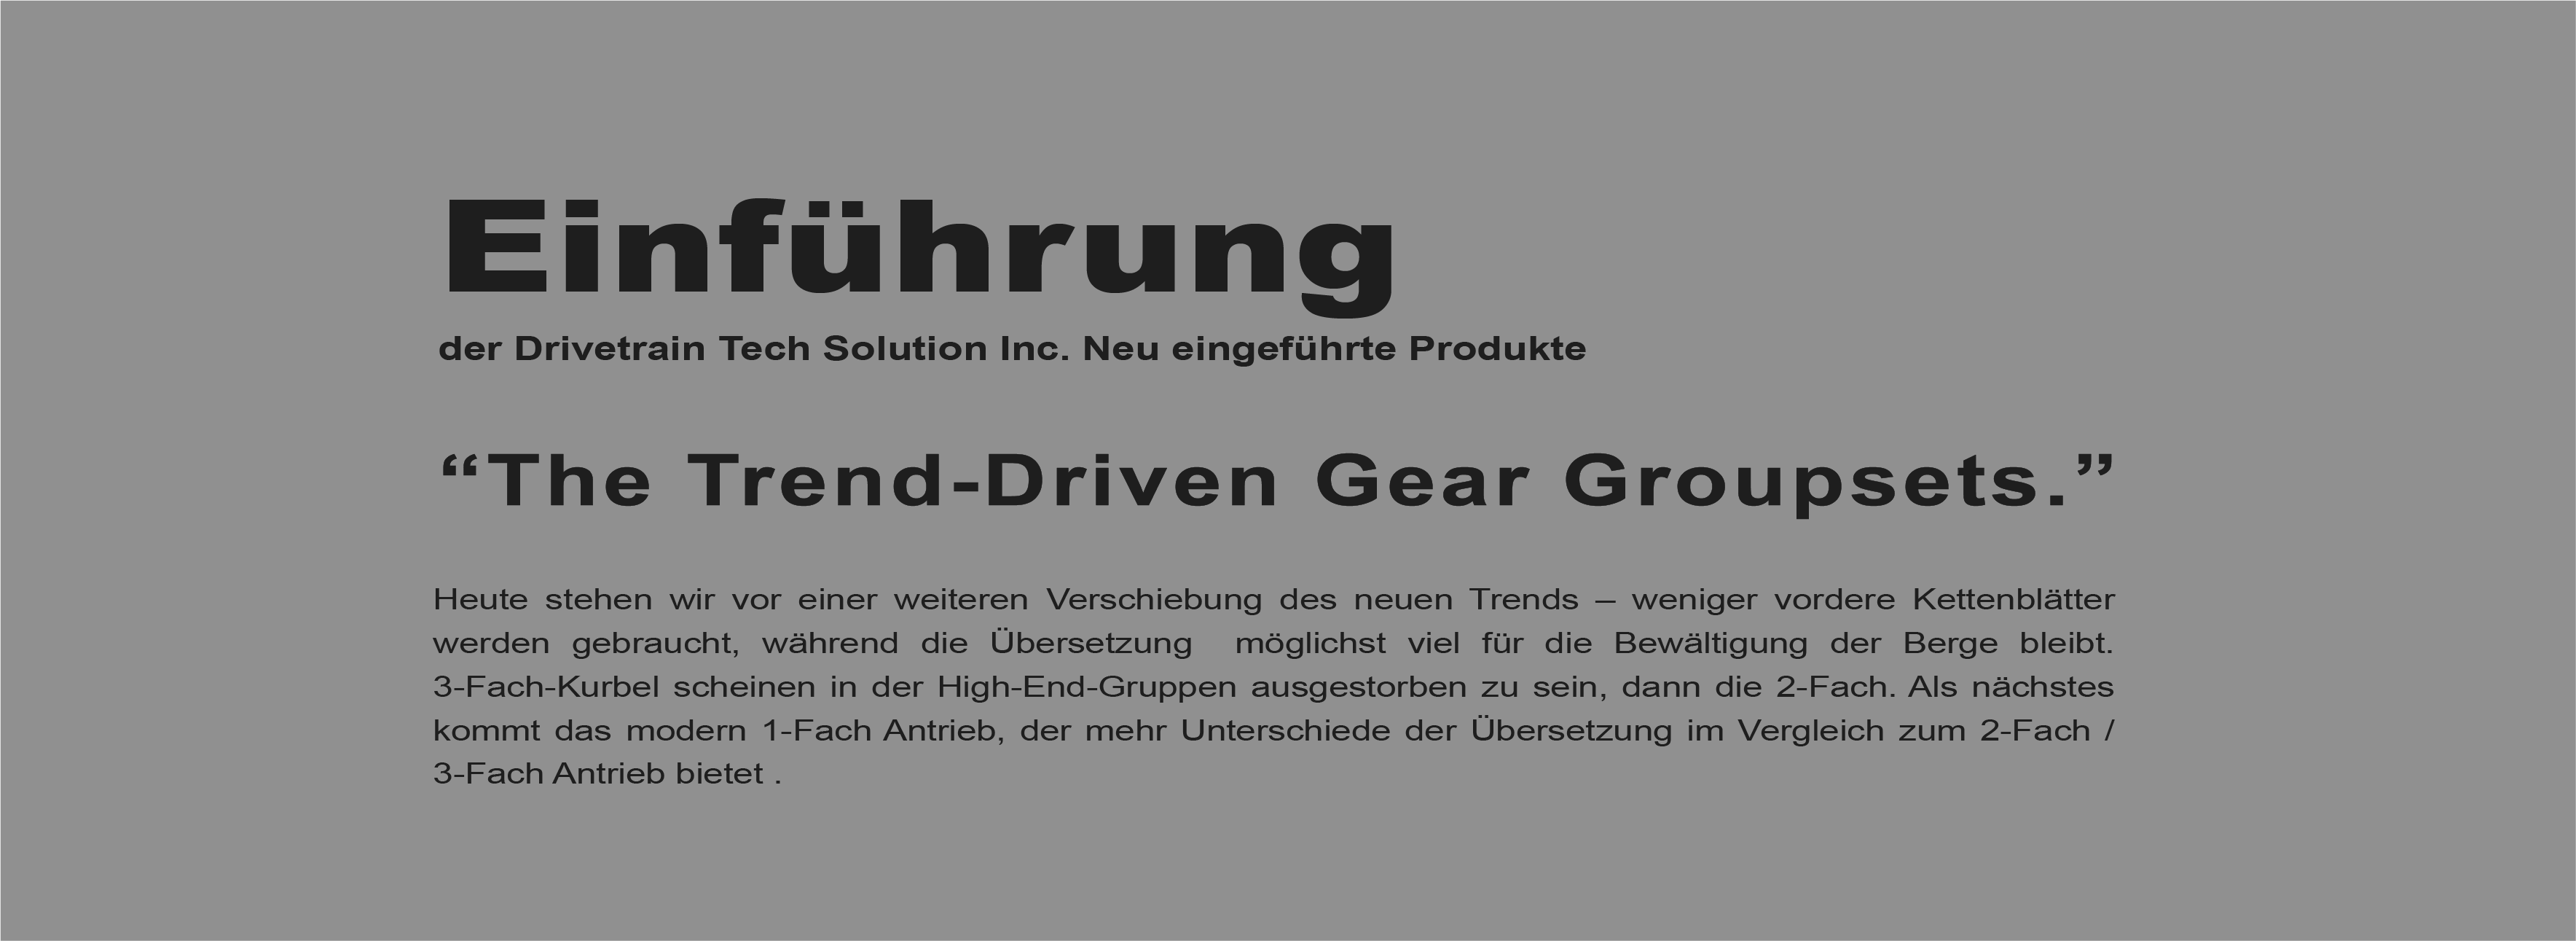 Einführung
der Drivetrain Tech Solution Inc. Neu eingeführte Produkte
“The Trend-Driven Gear Groupsets.”
Heute stehen wir vor einer weiteren Verschiebung des neuen Trends – weniger vordere Kettenblätter
werden gebraucht, während die Übersetzung  möglichst viel für die Bewältigung der Berge bleibt.
3-Fach-Kurbel scheinen in der High-End-Gruppen ausgestorben zu sein, dann die 2-Fach. Als nächstes
kommt das modern 1-Fach Antrieb, der mehr Unterschiede der Übersetzung im Vergleich zum 2-Fach /
3-Fach Antrieb bietet .